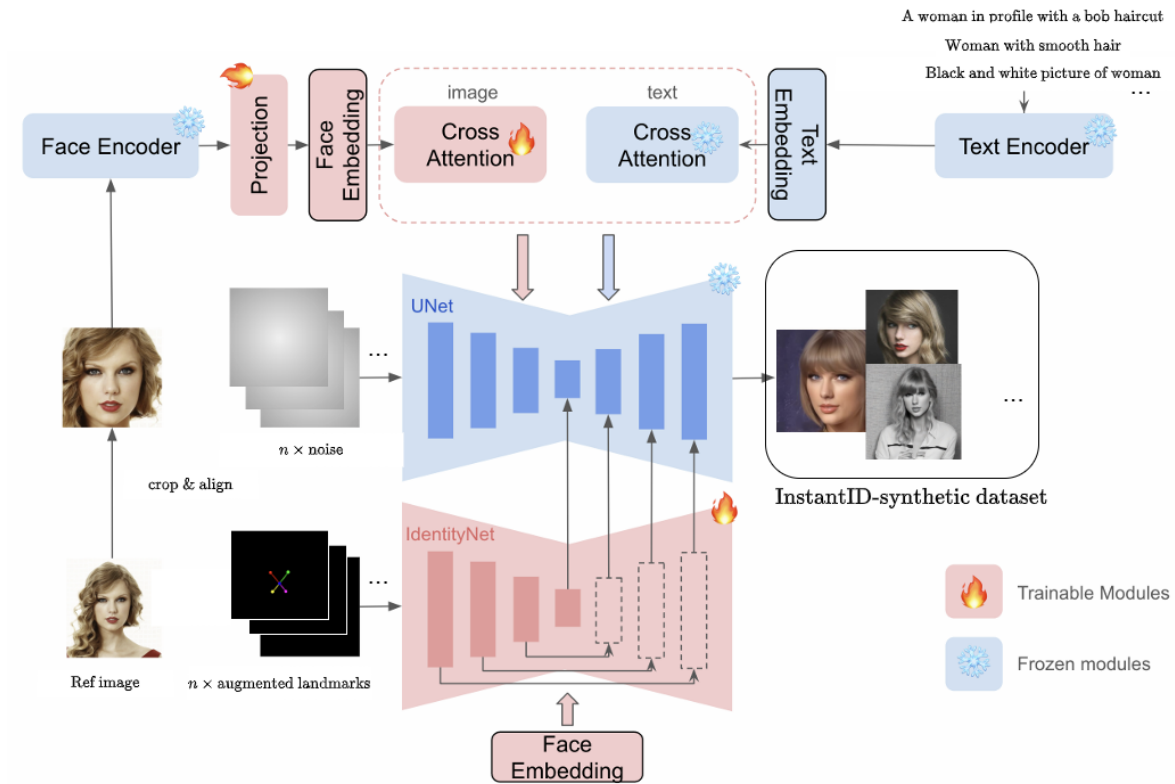 A woman in profile with a bob haircut
Woman with smooth hair
Black and white picture of woman
...
image
text
Face Encoder
Projection
Face
Embedding
Cross
Attention
Cross
Attention
Text
Embedding
Text Encoder
UNet
...
n × noise
crop & align
...
InstantID-synthetic dataset
IdentityNet
...
Trainable Modules
Frozen modules
Ref image
n × augmented landmarks
Face
Embedding